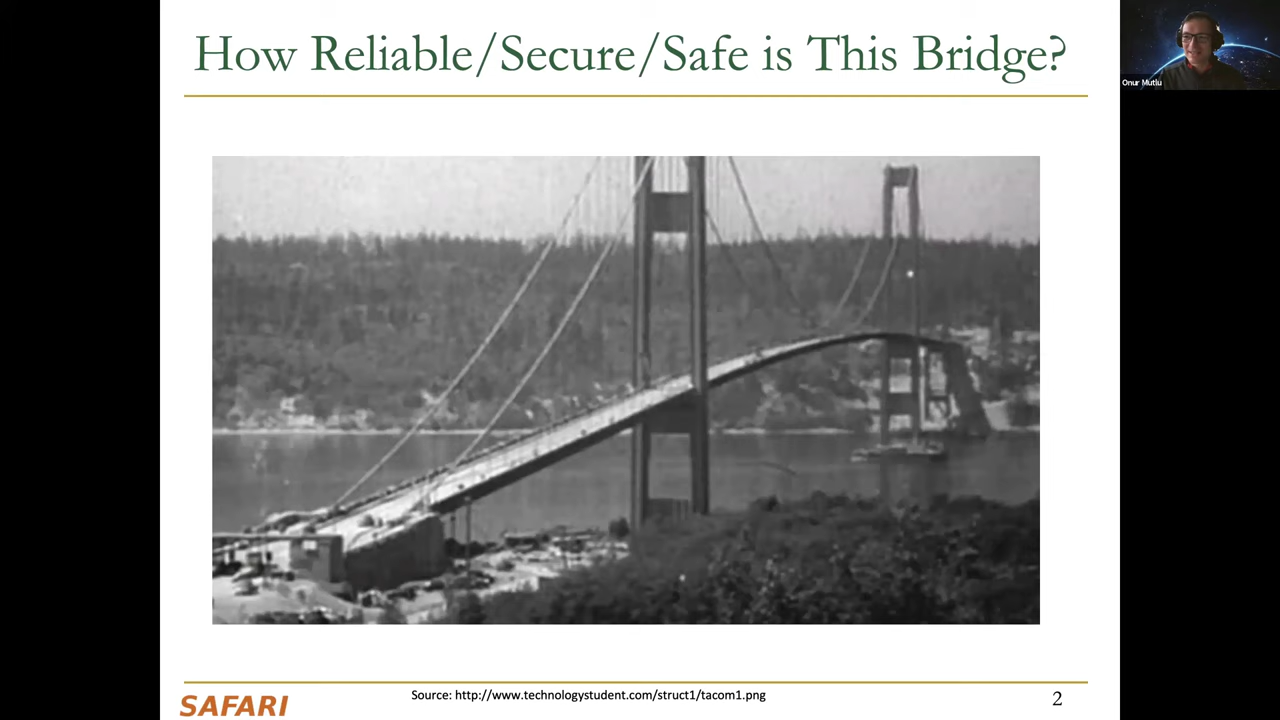 How Reliable/Secure/Safe is This Bridge?
Onur Mutlu
Source: http://www.technologystudent.com/struct1/tacom1.png
2
SAFARI